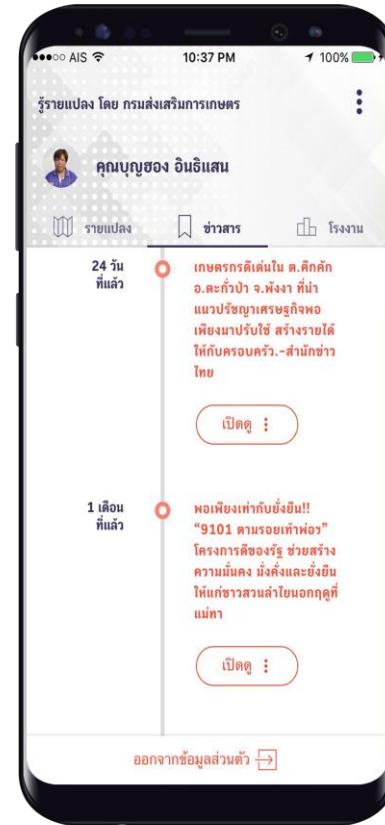 AIS 10:37 PM 100%
รู้รายแปลง โดย กรมส่งเสริมการเกษตร
คุณบุญฮอง อินธิแสน
รายแปลง ข่าวสาร โรงงาน
24 วัน
ที่แล้ว
เกษตรกรดีเด่นใน ต.คึกคัก
อ.ตะกั่วป่า จ.พังงา ที่นำ
แนวปรัชญาเศรษฐกิจพอ
เพียงมาปรับใช้ สร้างรายได้
ให้กับครอบครัว.-สำนักข่าว
ไทย
เปิดดู
1 เดือน
ที่แล้ว
พอเพียงเท่ากับยั่งยืน!!
“9101 ตามรอยเท้าพ่อฯ”
โครงการดีของรัฐ ช่วยสร้าง
ความมั่นคง มั่งคั่งและยั่งยืน
ให้แก่ชาวสวนลำไยนอกฤดูที่
แม่ทา
เปิดดู
ออกจากข้อมูลส่วนตัว